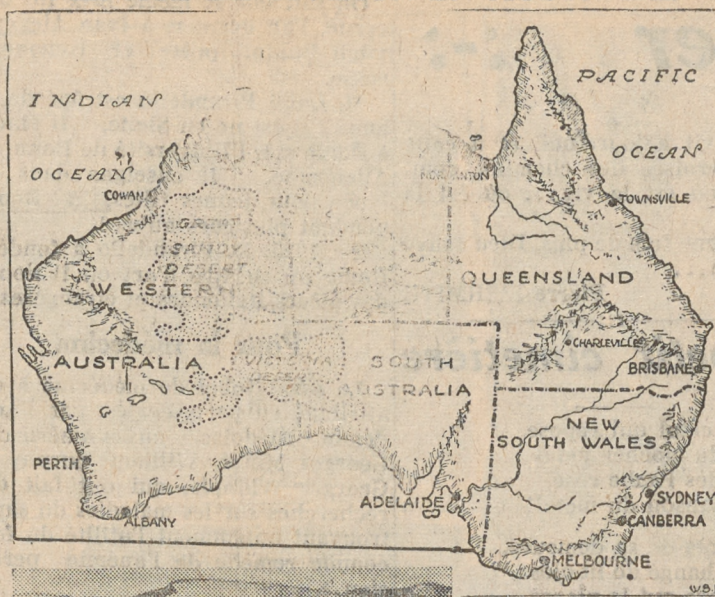 INDIAN
OCEAN
PACIFIC
OCEAN
COWAN
NORMANTON
TOWNSVILLE
GREAT
SANDY
DESERT
WESTERN
AUSTRALIA
VICTORIA
DESERT
SOUTH
AUSTRALIA
QUEENSLAND
CHARLEVILLE
BRISBANE
NEW
SOUTH WALES
PERTH
ALBANY
ADELAIDE
SYDNEY
CANBERRA
MELBOURNE
W.B.